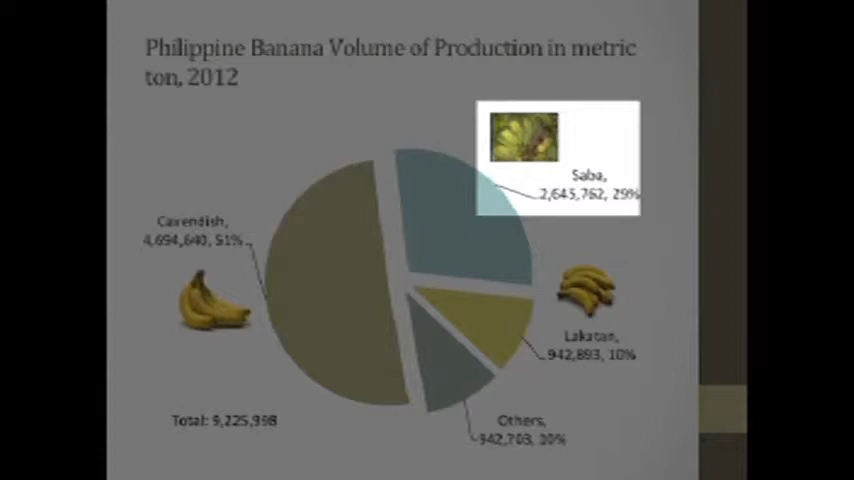 Philippine Banana Volume of Production in metric
ton, 2012
Saba,
2,645,762, 29%
Cavendish,
4,694,640, 51%
Lakatan,
942,893, 10%
Others,
942,703, 10%
Total: 9,225,998